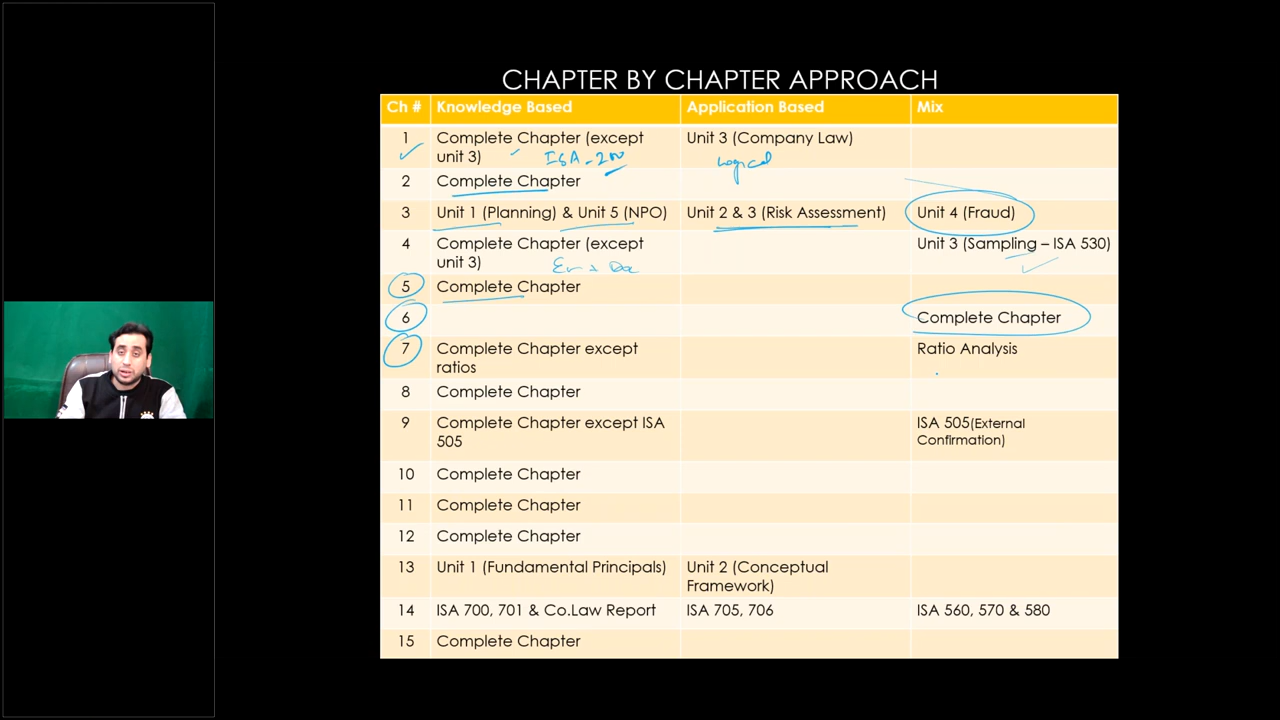 CHAPTER BY CHAPTER APPROACH
Ch # Knowledge Based Application Based Mix
1 Complete Chapter (except Unit 3 (Company Law)
unit 3) ISA - 200 Logical
2 Complete Chapter
3 Unit 1 (Planning) & Unit 5 (NPO) Unit 2 & 3 (Risk Assessment) Unit 4 (Fraud)
4 Complete Chapter (except Unit 3 (Sampling – ISA 530)
unit 3)
5 Complete Chapter
6 Complete Chapter
7 Complete Chapter except Ratio Analysis
ratios
8 Complete Chapter
9 Complete Chapter except ISA ISA 505(External
505 Confirmation)
10 Complete Chapter
11 Complete Chapter
12 Complete Chapter
13 Unit 1 (Fundamental Principals) Unit 2 (Conceptual
Framework)
14 ISA 700, 701 & Co.Law Report ISA 705, 706 ISA 560, 570 & 580
15 Complete Chapter